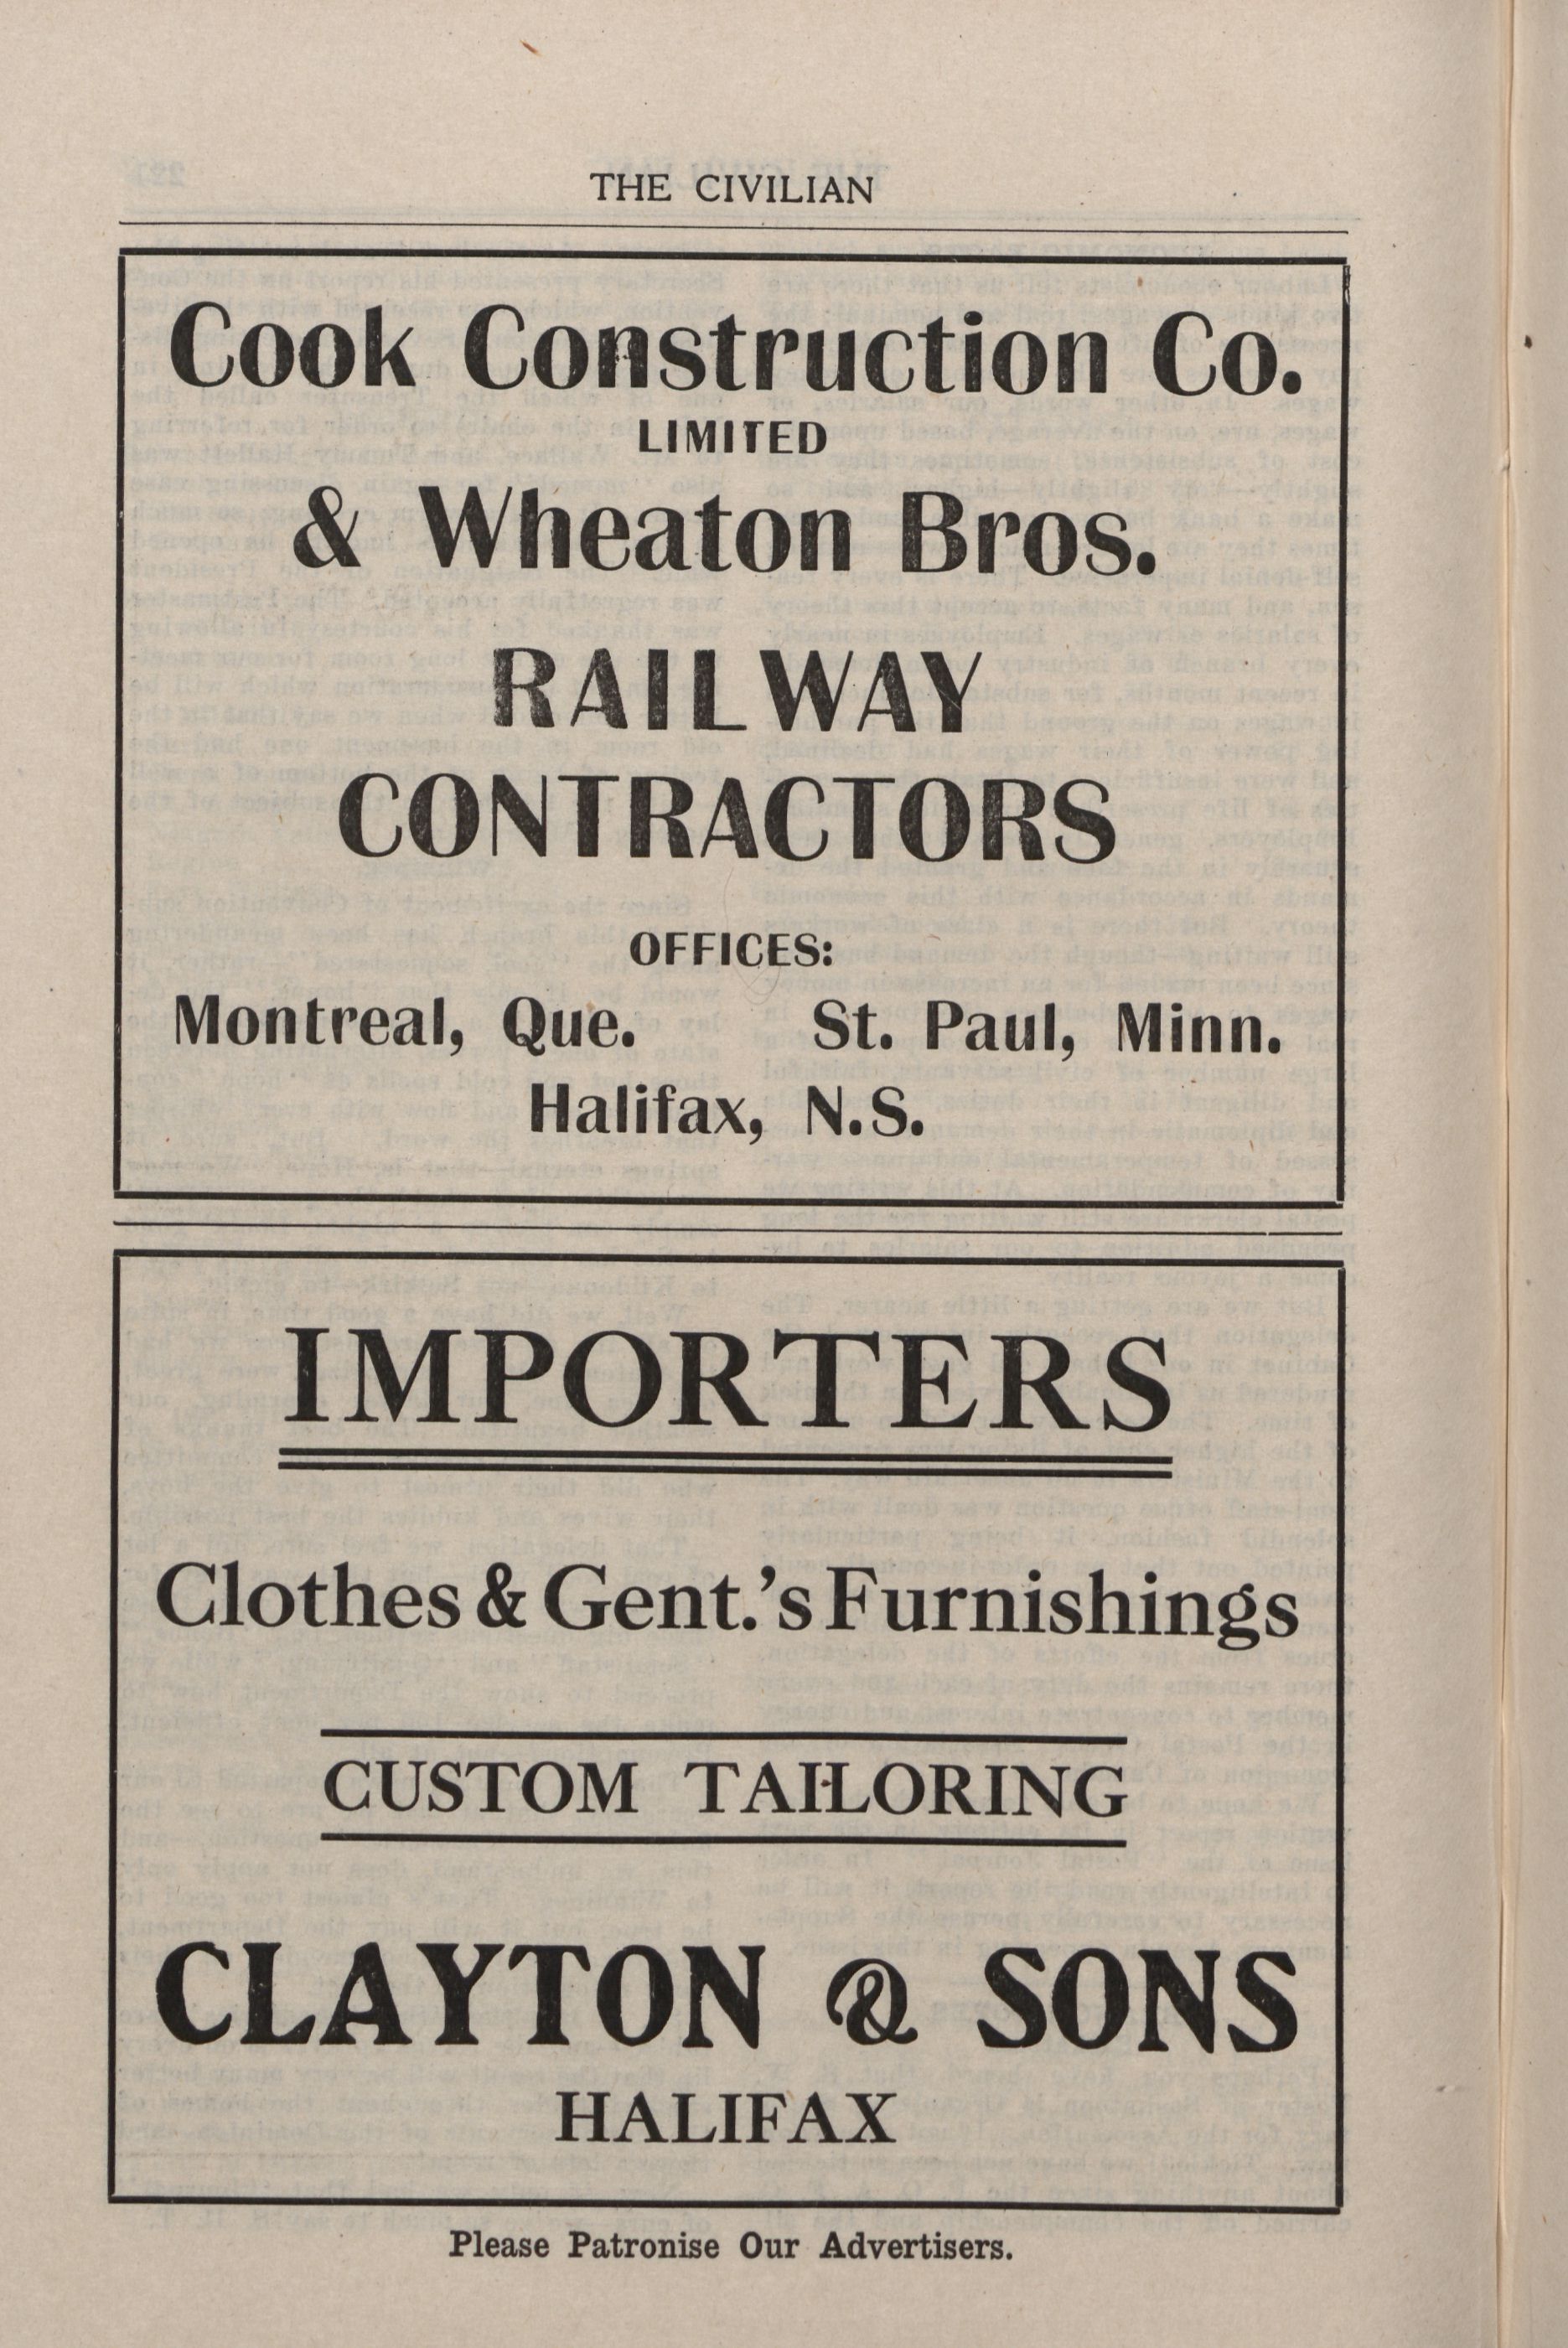 THE CIVILIAN
Cook Construction Co.
LIMITED
& Wheaton Bros.
RAILWAY
CONTRACTORS
OFFICES:
Montreal, Que. St. Paul, Minn.
Halifax, N.S.
IMPORTERS
Clothes & Gent.'s Furnishings
CUSTOM TAILORING
CLAYTON & SONS
HALIFAX
Please Patronise Our Advertisers.